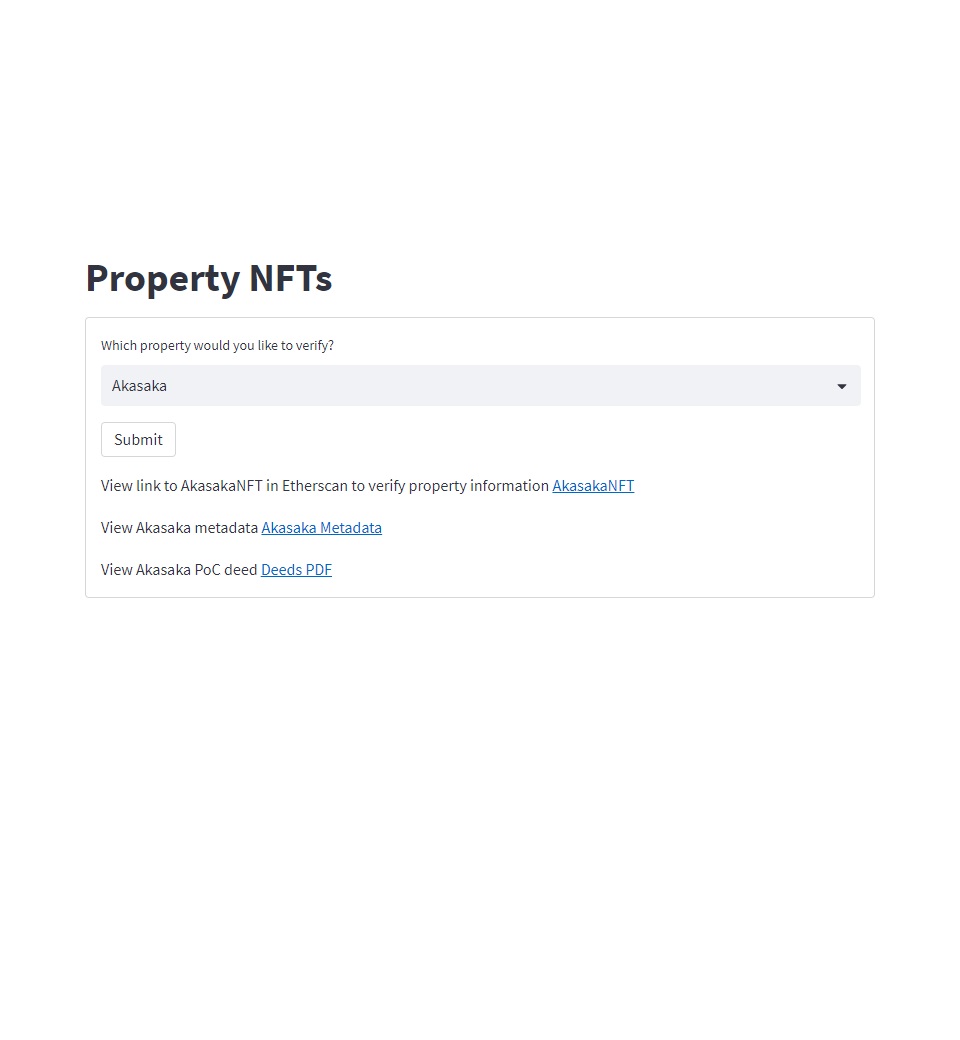 Property NFTs
Which property would you like to verify?
Akasaka
Submit
View link to AkasakaNFT in Etherscan to verify property information AkasakaNFT
View Akasaka metadata Akasaka Metadata
View Akasaka PoC deed Deeds PDF